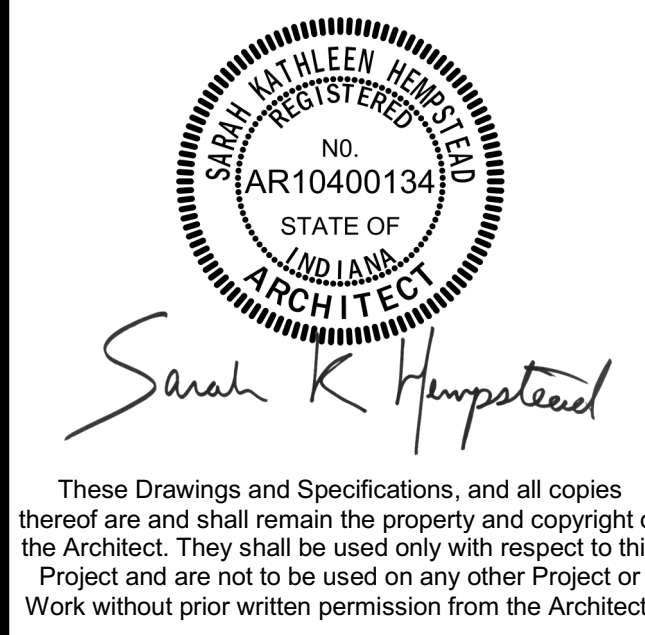 SARAH KATHLEEN HEMPSTEAD
REGISTERED
N0.
AR10400134
STATE OF
INDIANA
ARCHITECT
Sarah K Hempstead
These Drawings and Specifications, and all copies
thereof are and shall remain the property and copyright o
the Architect. They shall be used only with respect to thi
Project and are not to be used on any other Project or
Work without prior written permission from the Architect